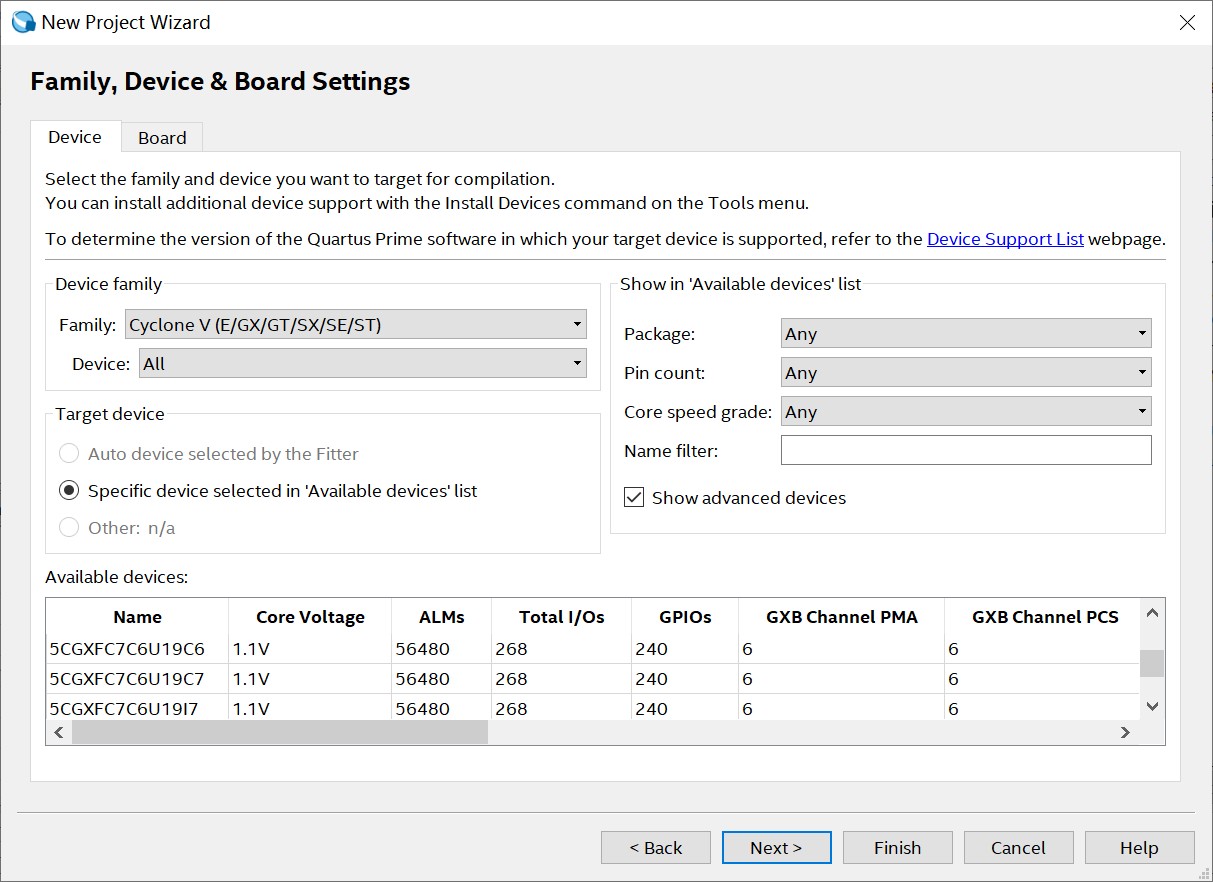 New Project Wizard
Family, Device & Board Settings
Device
Board
Select the family and device you want to target for compilation.
You can install additional device support with the Install Devices command on the Tools menu.
To determine the version of the Quartus Prime software in which your target device is supported, refer to the Device Support List webpage.
Device family
Family: Cyclone V (E/GX/GT/SX/SE/ST)
Device: All
Target device
Auto device selected by the Fitter
Specific device selected in 'Available devices' list
Other: n/a
Show in 'Available devices' list
Package: Any
Pin count: Any
Core speed grade: Any
Name filter:
Show advanced devices
Available devices:
Name Core Voltage ALMs Total I/Os GPIOs GXB Channel PMA GXB Channel PCS
5CGXFC7C6U19C6 1.1V 56480 268 240 6 6
5CGXFC7C6U19C7 1.1V 56480 268 240 6 6
5CGXFC7C6U19I7 1.1V 56480 268 240 6 6
< Back Next > Finish Cancel Help